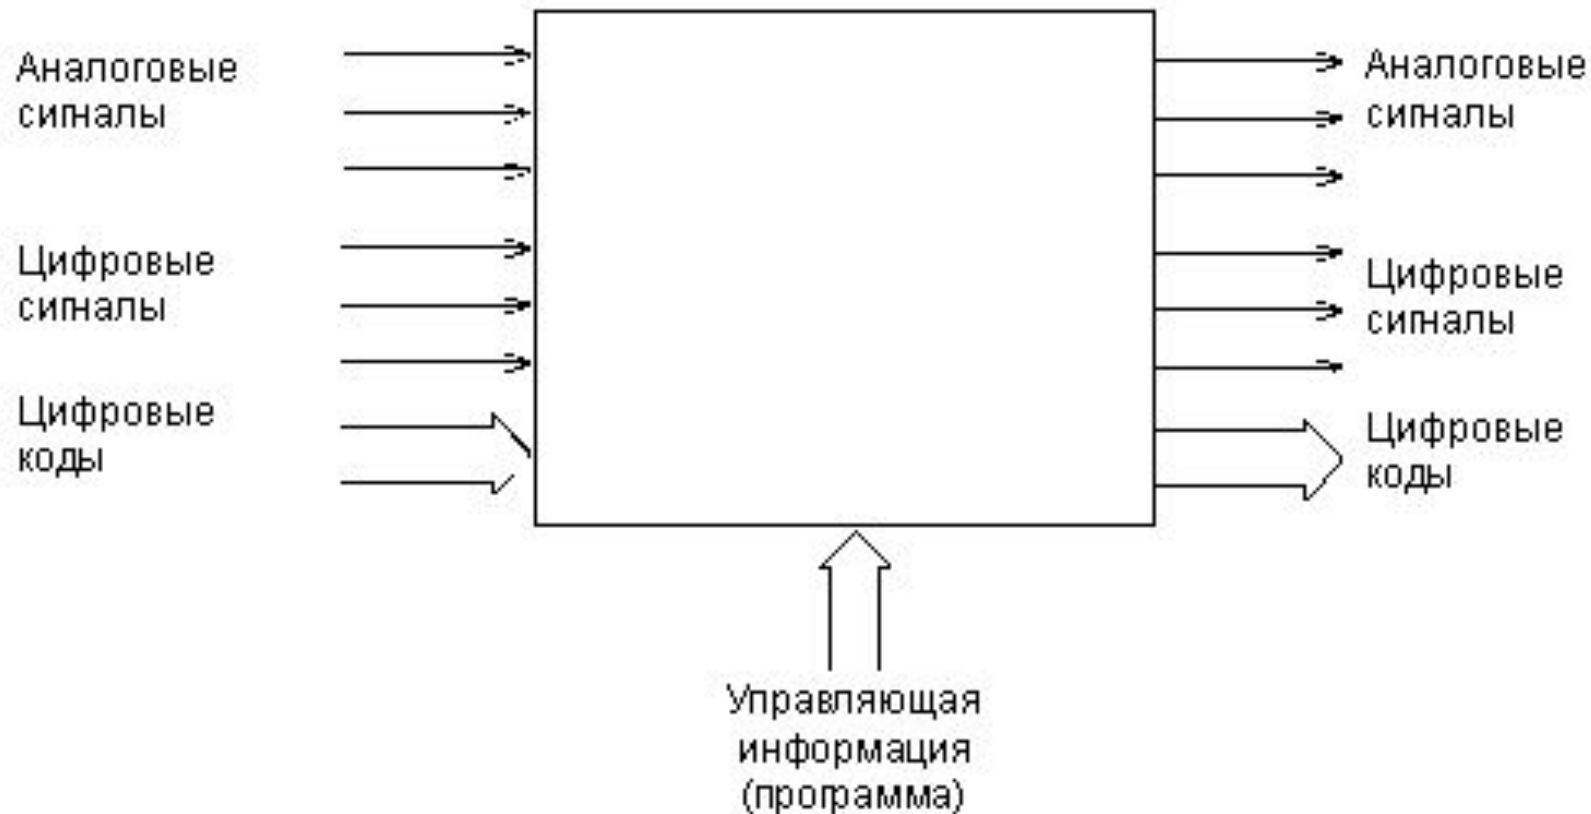 Аналоговые
сигналы
Цифровые
сигналы
Цифровые
коды
Аналоговые
сигналы
Цифровые
сигналы
Цифровые
коды
Управляющая
информация
(программа)